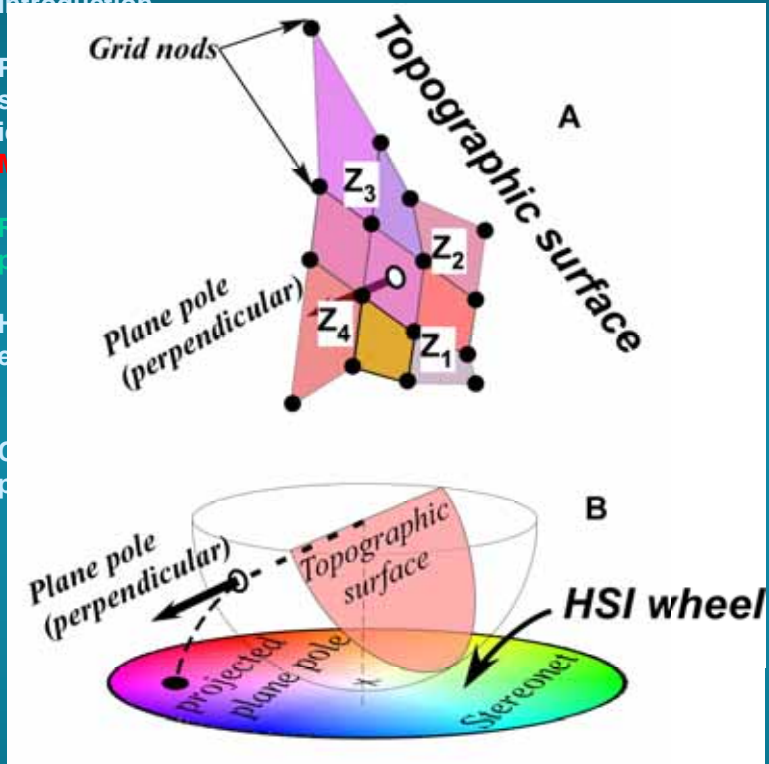 Introduction
Grid nods
Topographic surface
A
Z3
Z2
Plane pole
(perpendicular)
Z4
Z1
B
Plane pole
(perpendicular)
Topographic
surface
HSI wheel
projected
plane pole
Stereonet